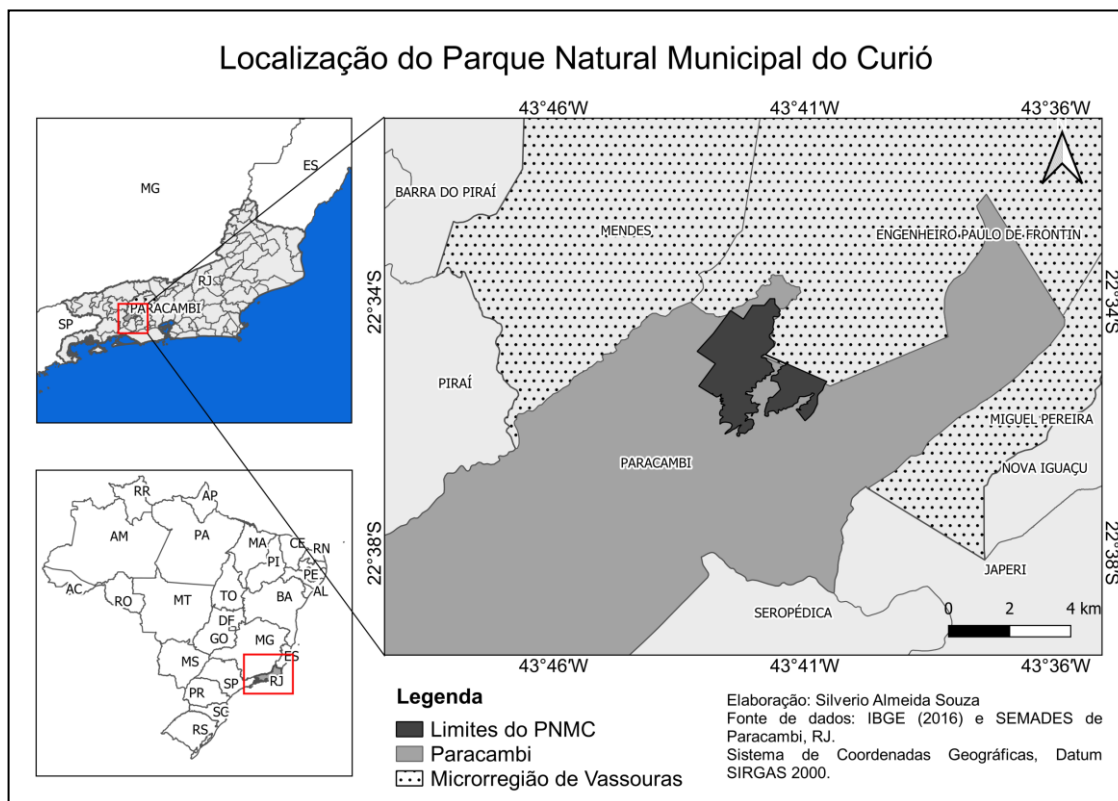 Localização do Parque Natural Municipal do Curió
MG
ES
RJ
PARACAMBI
SP
RR
AP
AM
PA
MA
CE
RN
PI
PE
AC
AL
RO
TO
MT
BA
DF
GO
MG
MS
ES
SP
RJ
PR
SC
RS
43°46'W
43°41'W
43°36'W
BARRA DO PIRAÍ
MENDES
ENGENHEIRO PAULO DE FRONTIN
22°34'S
22°34'S
PIRAÍ
MIGUEL PEREIRA
PARACAMBI
NOVA IGUAÇU
22°38'S
22°38'S
JAPERI
SEROPÉDICA
0 2 4 km
43°46'W
43°41'W
43°36'W
Legenda
Limites do PNMC
Paracambi
Microrregião de Vassouras
Elaboração: Silverio Almeida Souza
Fonte de dados: IBGE (2016) e SEMADES de
Paracambi, RJ.
Sistema de Coordenadas Geográficas, Datum
SIRGAS 2000.